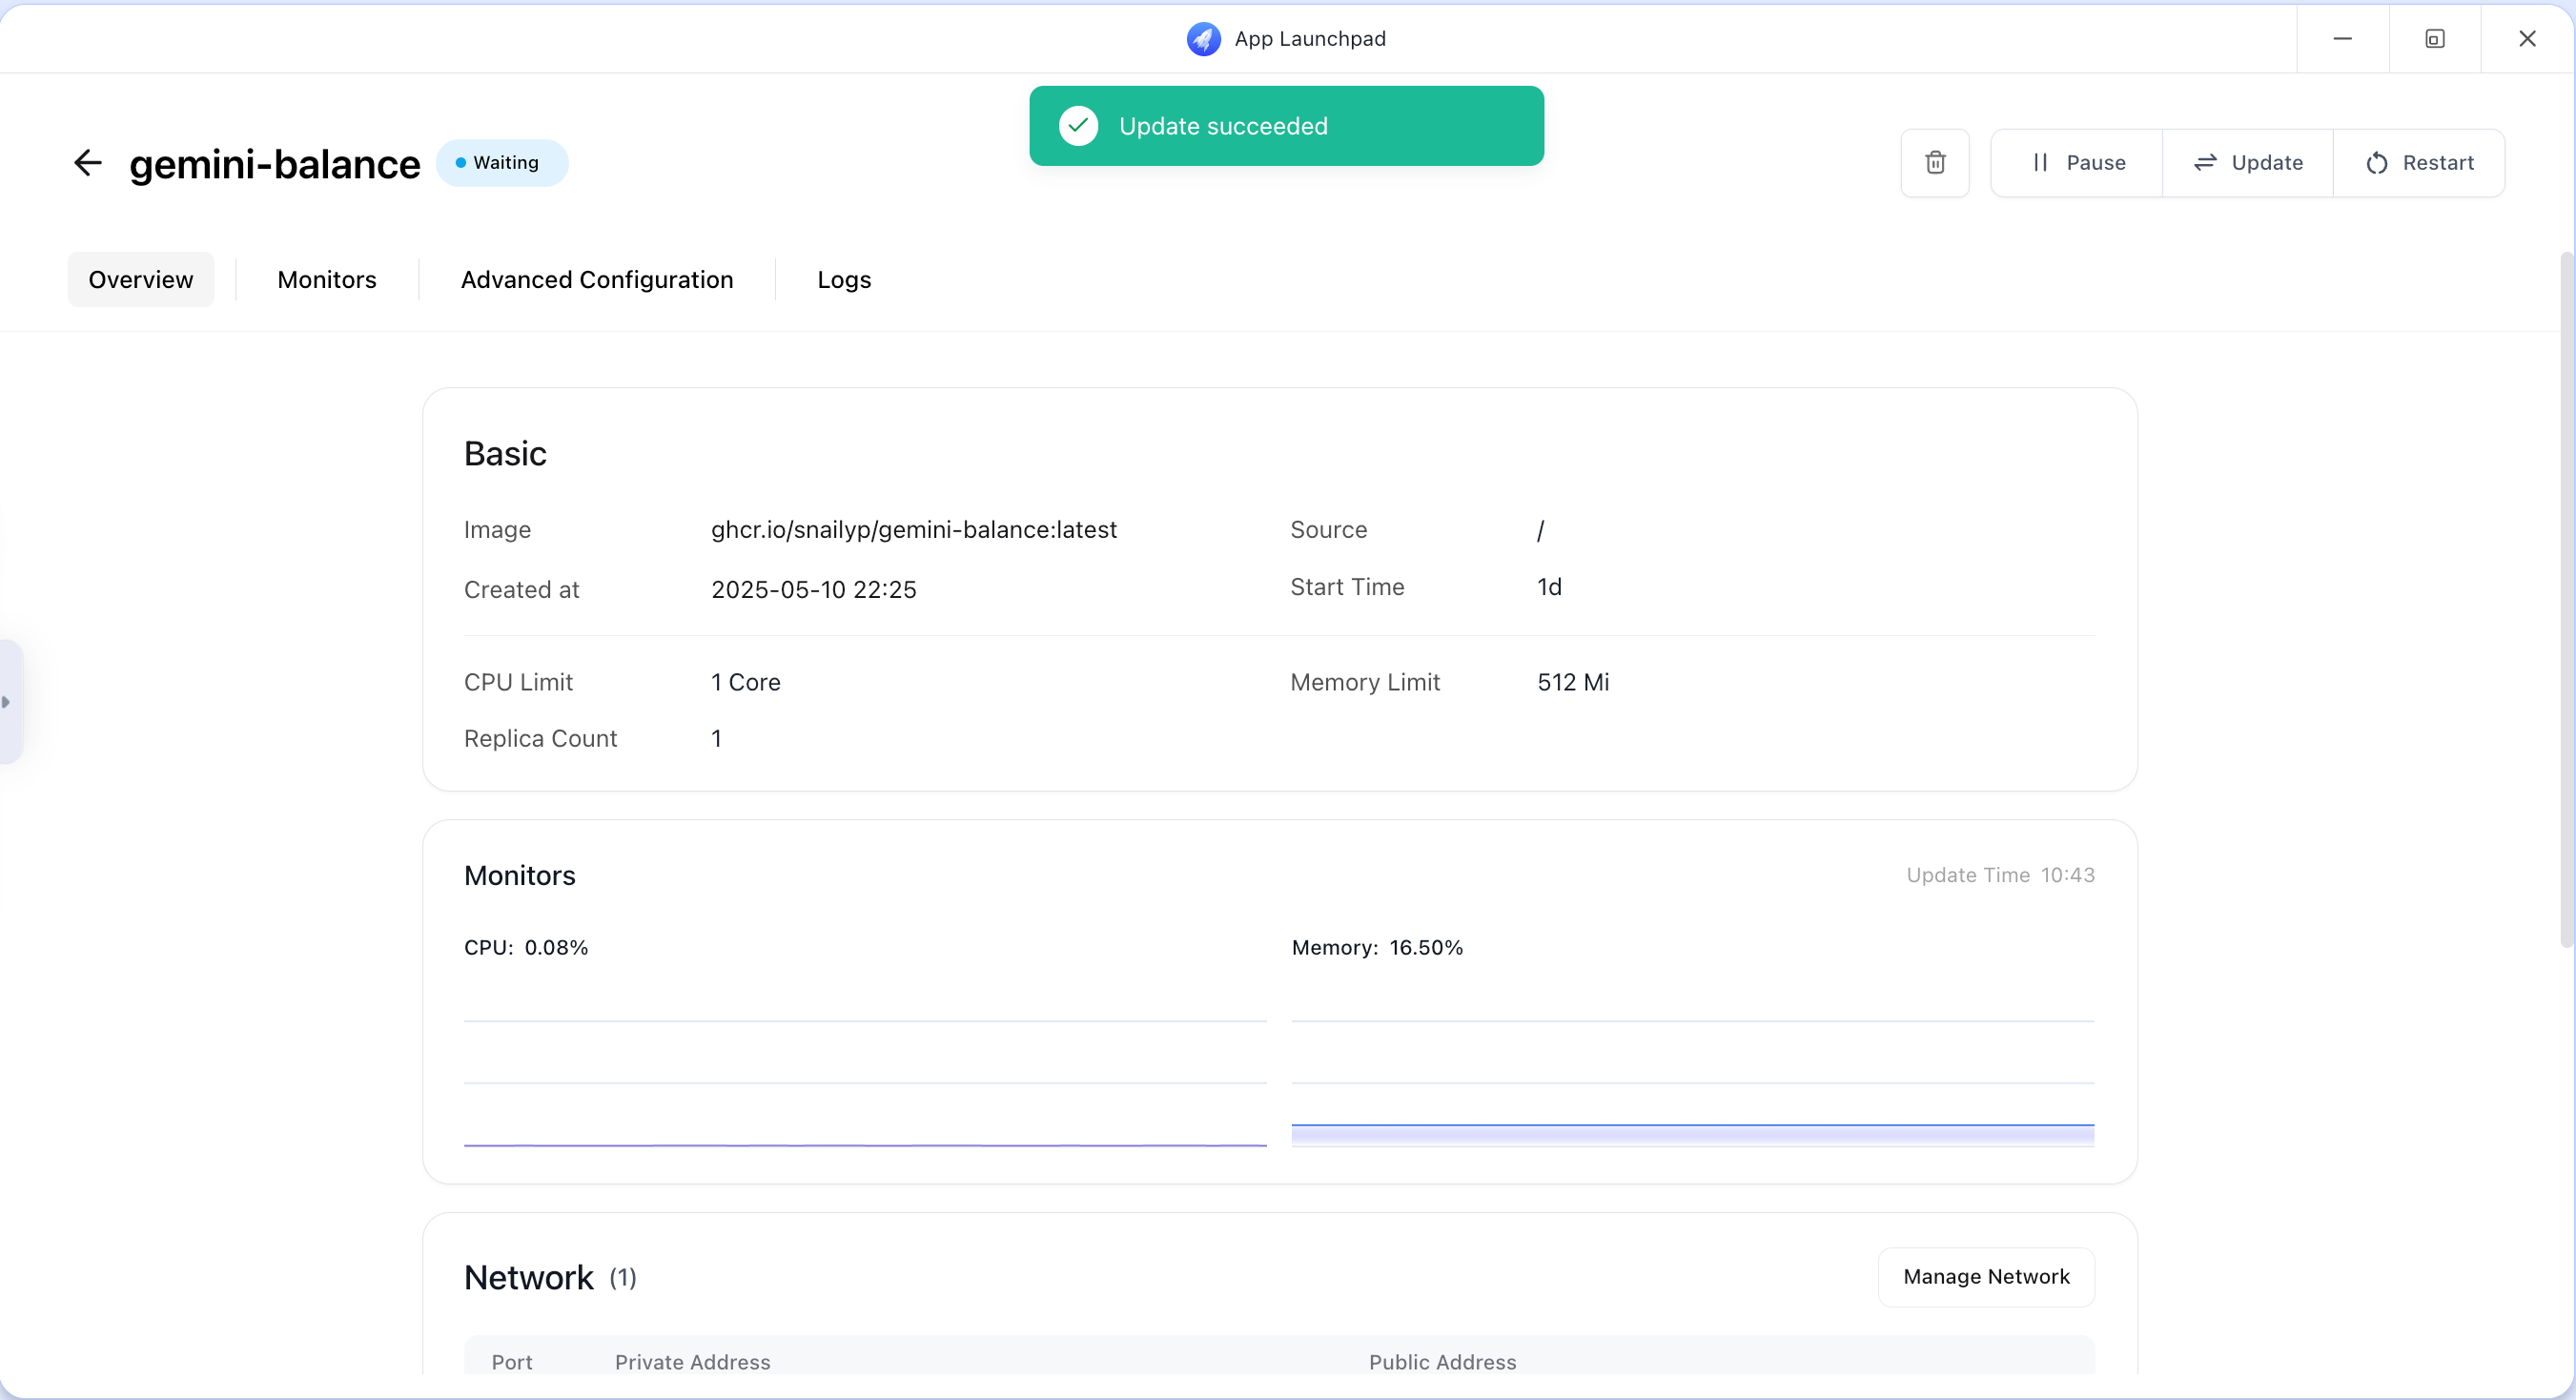 App Launchpad
Update succeeded
gemini-balance
Waiting
Pause
Update
Restart
Overview
Monitors
Advanced Configuration
Logs
Basic
Image ghcr.io/snailyp/gemini-balance:latest Source /
Created at 2025-05-10 22:25 Start Time 1d
CPU Limit 1 Core Memory Limit 512 Mi
Replica Count 1
Monitors Update Time 10:43
CPU: 0.08% Memory: 16.50%
Network (1) Manage Network
Port Private Address Public Address